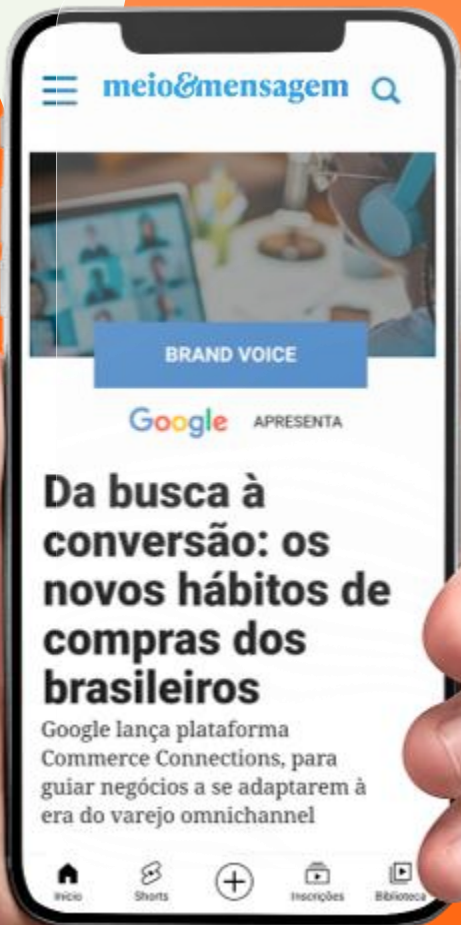 meio&mensagem
BRAND VOICE
Google APRESENTA
Da busca à
conversão: os
novos hábitos de
compras dos
brasileiros
Google lança plataforma
Commerce Connections, para
guiar negócios a se adaptarem à
era do varejo omnichannel
Início Shorts Inscrições Biblioteca